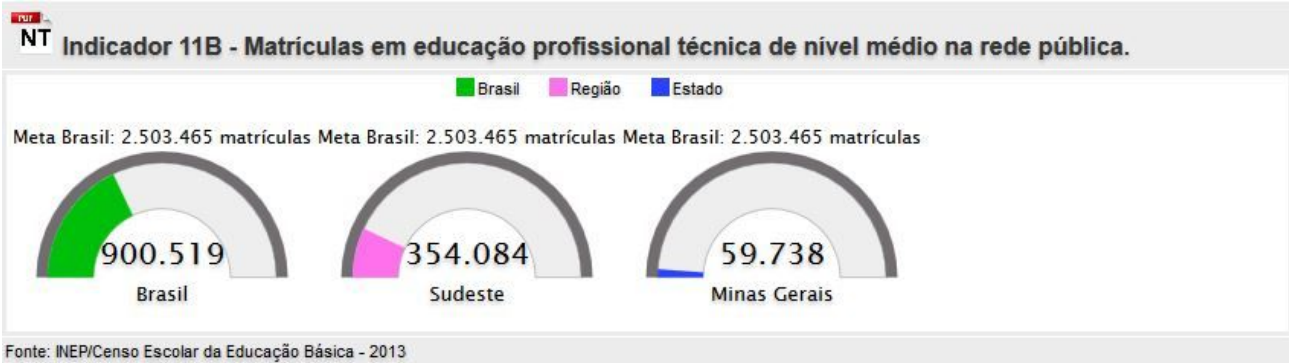 PDF
NT Indicador 11B - Matrículas em educação profissional técnica de nível médio na rede pública.
Brasil Região Estado
Meta Brasil: 2.503.465 matrículas Meta Brasil: 2.503.465 matrículas Meta Brasil: 2.503.465 matrículas
900.519 354.084 59.738
Brasil Sudeste Minas Gerais
Fonte: INEP/Censo Escolar da Educação Básica - 2013